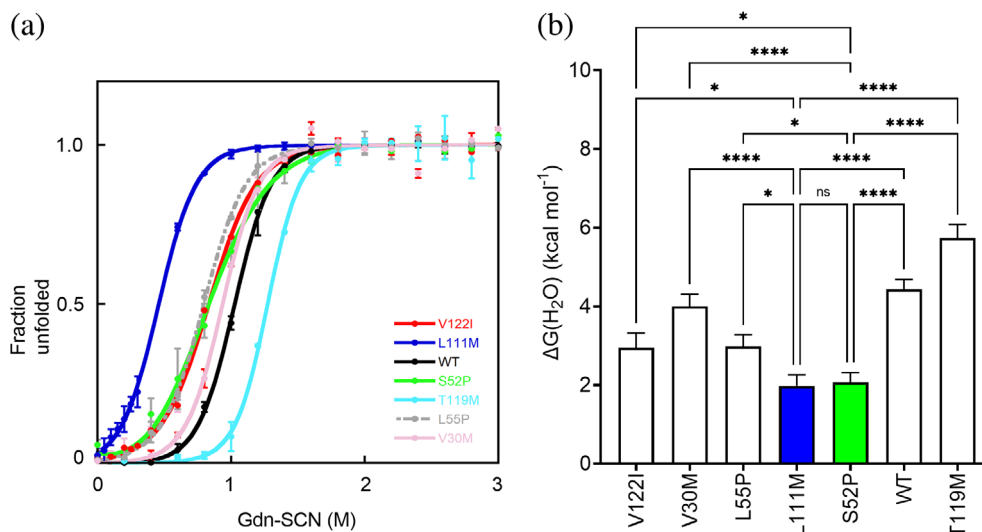 (a)
Fraction
unfolded
1.0
0.5
0
0
1
2
3
Gdn-SCN (M)
V122I
L111M
WT
S52P
T119M
L55P
V30M
(b)
ΔG(H₂O) (kcal mol⁻¹)
10
8
6
4
2
0
*
****
*
****
*
****
****
****
*
ns
****
V122I
V30M
L55P
L111M
S52P
WT
T119M